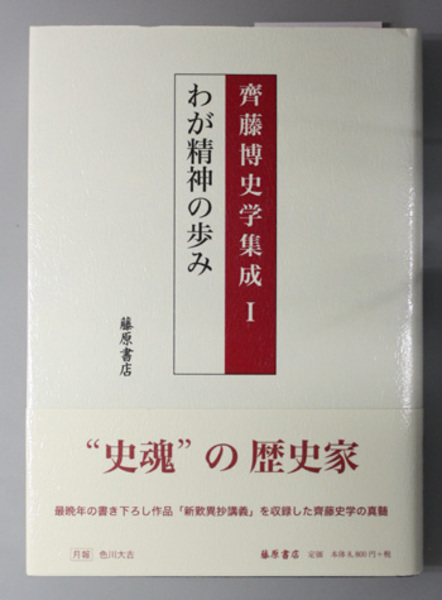 齊藤博史学集成 I
わが精神の歩み
藤原書店
“史魂”の歴史家
最晩年の書き下ろし作品「新歎異抄講義」を収録した齊藤史学の真髄
月報 色川大吉
藤原書店 定価 本体 8,800円+税